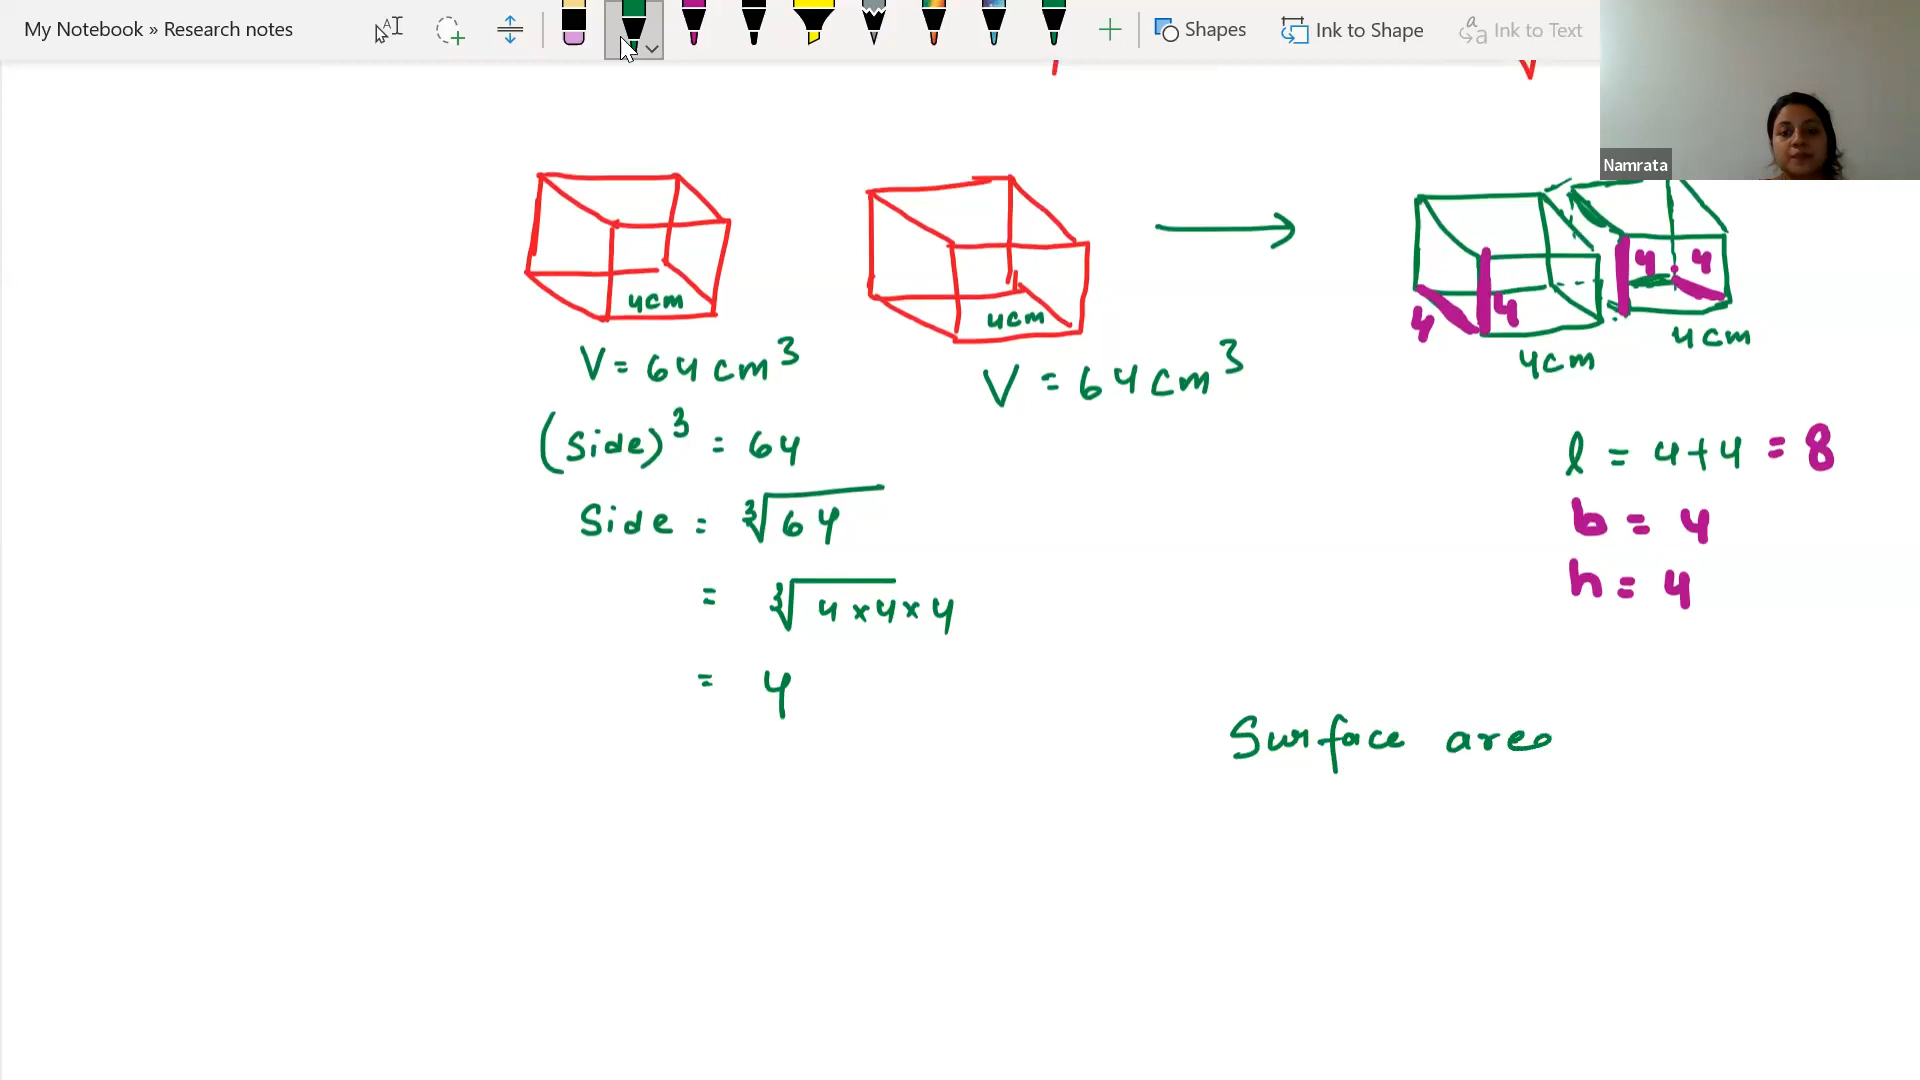 My Notebook » Research notes
Shapes
Ink to Shape
Ink to Text
Namrata
4cm
4cm
4
4
4
4
4cm
4cm
V = 64 cm³
V = 64 cm³
(Side)³ = 64
Side = ∛64
= ∛4×4×4
= 4
l = 4+4 = 8
b = 4
h = 4
Surface area